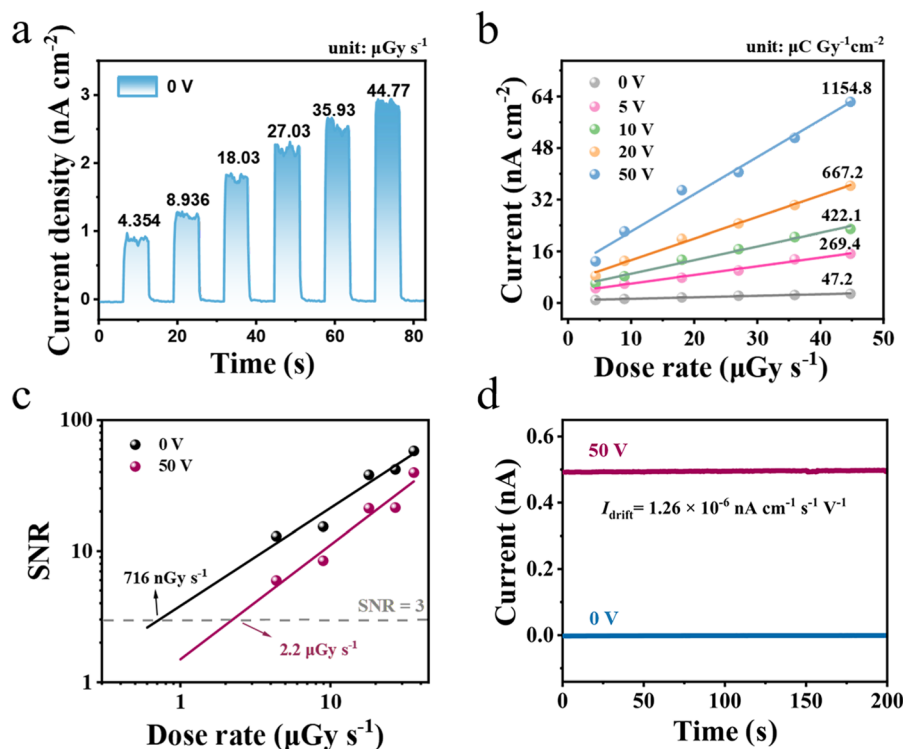 a
unit: μGy s⁻¹
0 V
4.354
8.936
18.03
27.03
35.93
44.77
3
2
1
0
Current density (nA cm⁻²)
0 20 40 60 80
Time (s)
b
unit: μC Gy⁻¹cm⁻²
0 V
5 V
10 V
20 V
50 V
1154.8
667.2
422.1
269.4
47.2
64
48
32
16
0
Current (nA cm⁻²)
0 10 20 30 40 50
Dose rate (μGy s⁻¹)
c
0 V
50 V
716 nGy s⁻¹
SNR = 3
2.2 μGy s⁻¹
100
10
1
SNR
1 10
Dose rate (μGy s⁻¹)
d
50 V
I_drift= 1.26 × 10⁻⁶ nA cm⁻¹ s⁻¹ V⁻¹
0 V
0.6
0.4
0.2
0.0
Current (nA)
0 50 100 150 200
Time (s)